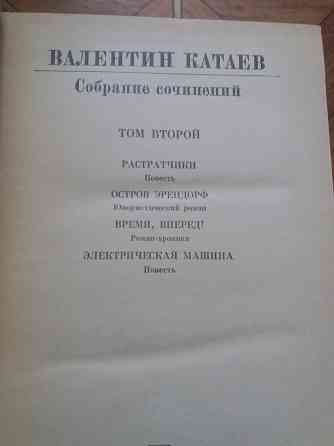 ВАЛЕНТИН КАТАЕВ
Собрание сочинений
ТОМ ВТОРОЙ
РАСТРАТЧИКИ
Повесть
ОСТРОВ ЭРЕНДОРФ
Юмористический роман
ВРЕМЯ, ВПЕРЕД!
Роман-хроника
ЭЛЕКТРИЧЕСКАЯ МАШИНА
Повесть